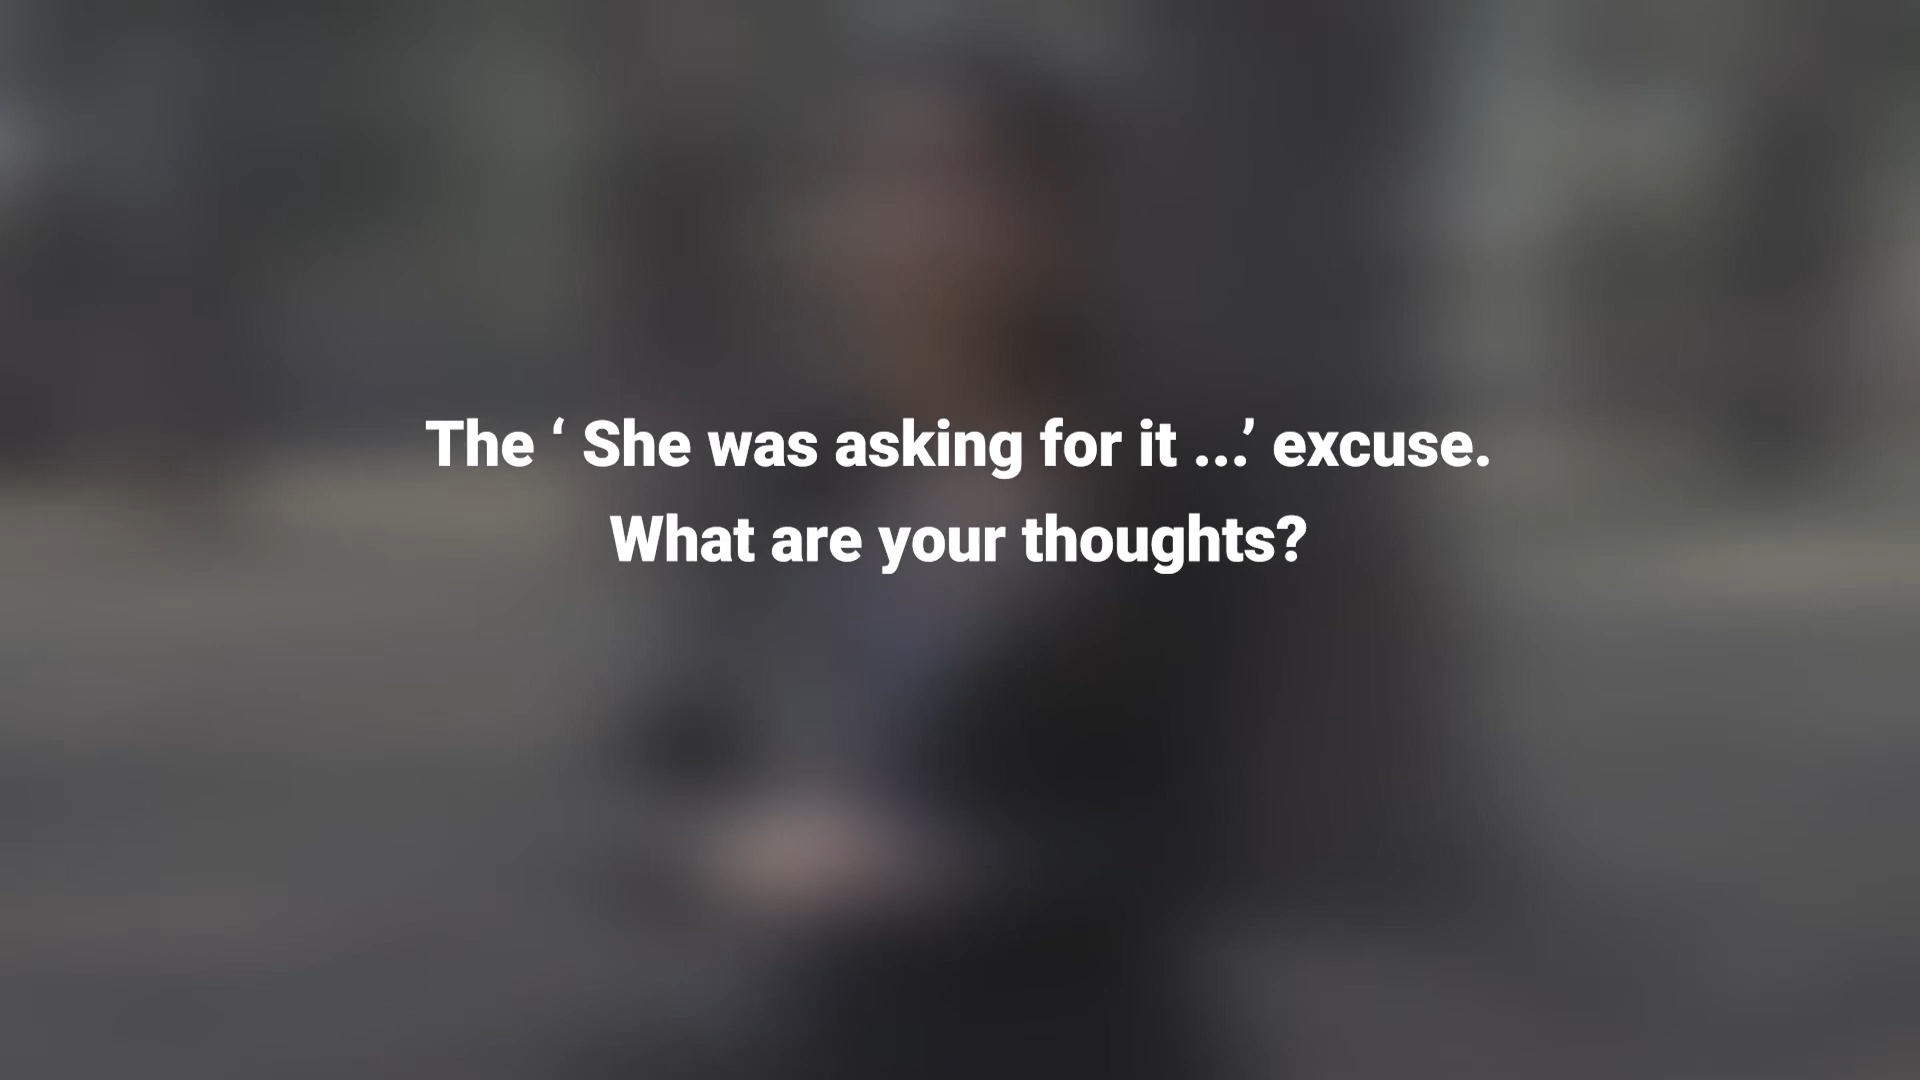 The ‘ She was asking for it ...’ excuse.
What are your thoughts?